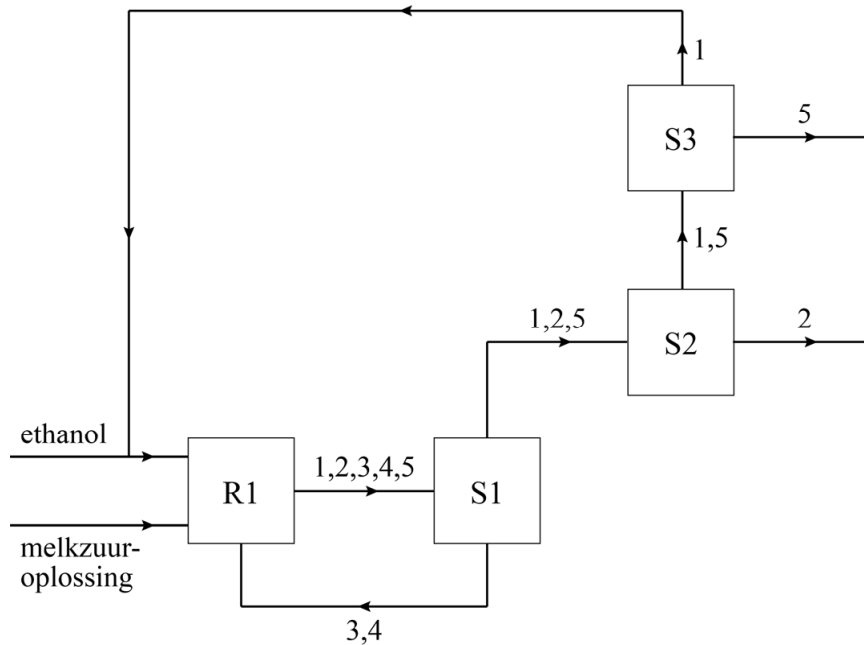 1
S3
5
1,5
1,2,5
S2
2
ethanol
R1
1,2,3,4,5
S1
melkzuur-
oplossing
3,4